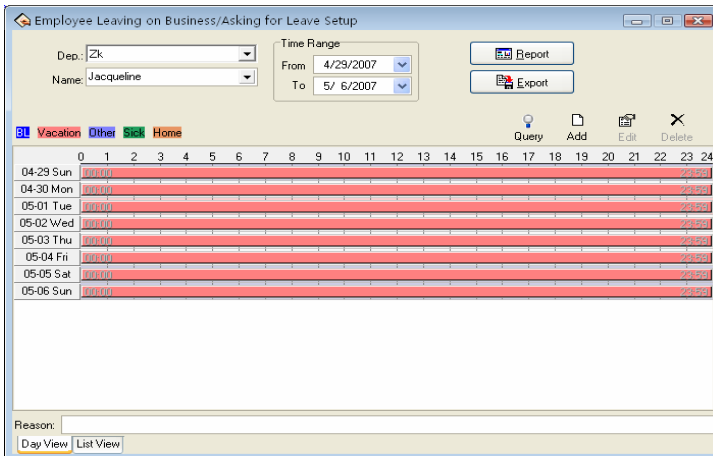 Employee Leaving on Business/Asking for Leave Setup
Dep.: Zk
Name: Jacqueline
Time Range
From 4/29/2007
To 5/ 6/2007
Report
Export
BL Vacation Other Sick Home
Query Add Edit Delete
0 1 2 3 4 5 6 7 8 9 10 11 12 13 14 15 16 17 18 19 20 21 22 23 24
04-29 Sun 00:00 23:59
04-30 Mon 00:00 23:59
05-01 Tue 00:00 23:59
05-02 Wed 00:00 23:59
05-03 Thu 00:00 23:59
05-04 Fri 00:00 23:59
05-05 Sat 00:00 23:59
05-06 Sun 00:00 23:59
Reason:
Day View List View